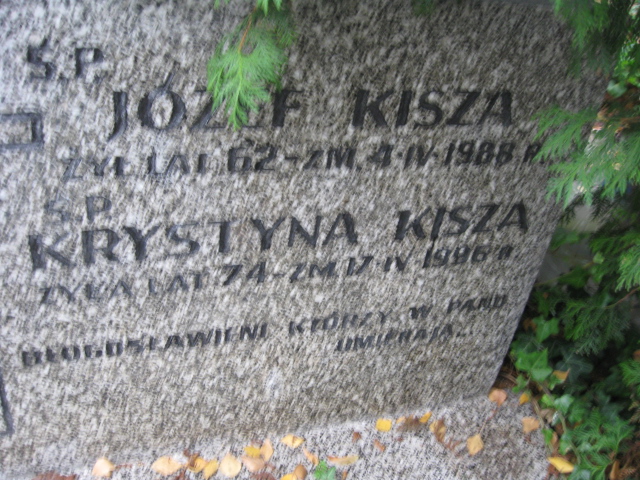 Ś.P.
JÓZEF KISZA
ŻYŁ LAT 62 - ZM. 4·IV·1988 R
Ś.P.
KRYSTYNA KISZA
ŻYŁA LAT 74 - ZM. 17 IV 1996 R
BŁOGOSŁAWIENI KTÓRZY W PANU
UMIERAJĄ